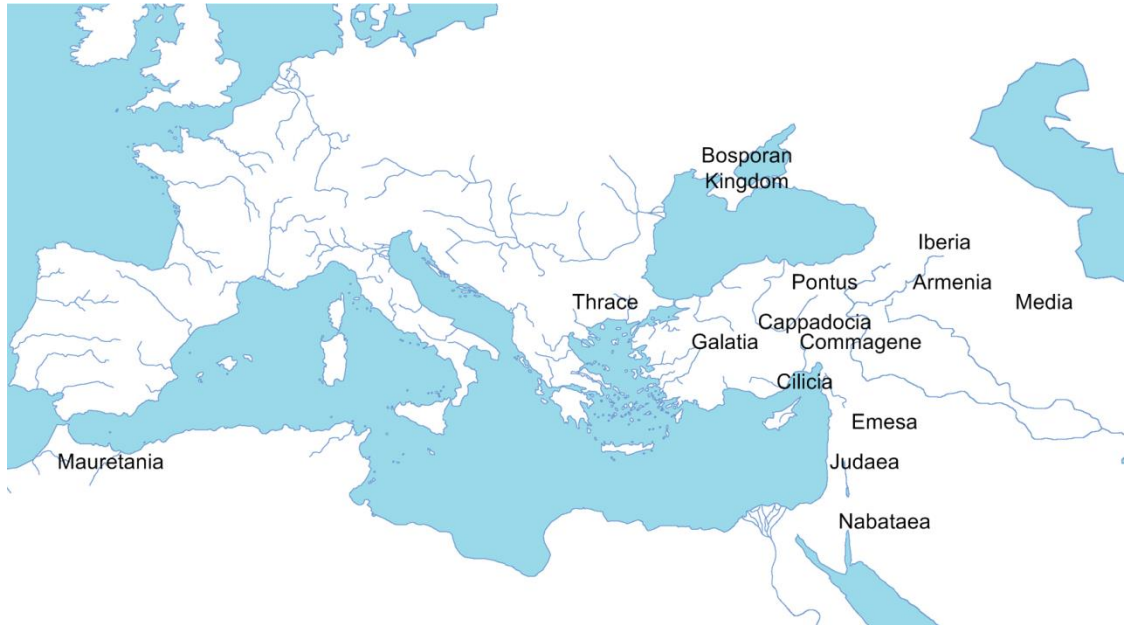 Bosporan
Kingdom
Iberia
Pontus
Armenia
Thrace
Media
Cappadocia
Galatia
Commagene
Cilicia
Emesa
Mauretania
Judaea
Nabataea